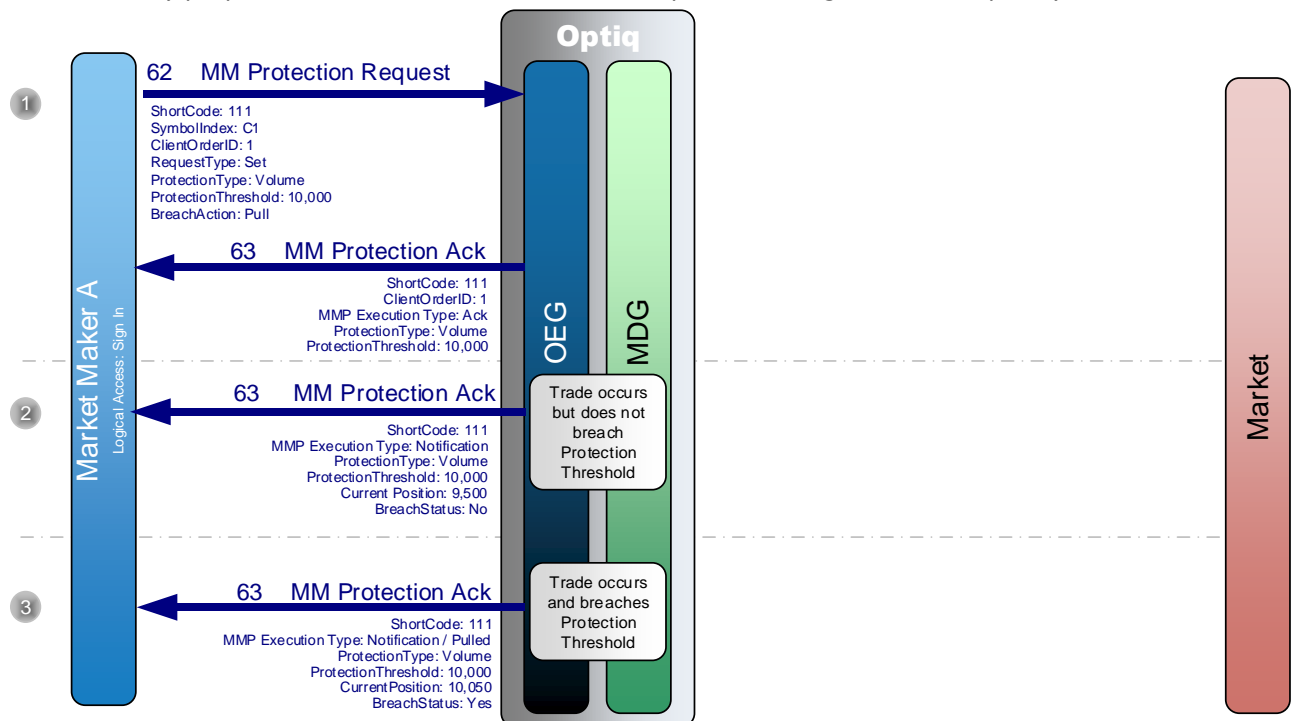 Optiq
1
62 MM Protection Request
ShortCode: 111
SymbolIndex: C1
ClientOrderID: 1
RequestType: Set
ProtectionType: Volume
ProtectionThreshold: 10,000
BreachAction: Pull
63 MM Protection Ack
ShortCode: 111
ClientOrderID: 1
MMP Execution Type: Ack
ProtectionType: Volume
ProtectionThreshold: 10,000
Market Maker A
Logical Access: Sign In
OEG
MDG
Market
2
63 MM Protection Ack
ShortCode: 111
MMP Execution Type: Notification
ProtectionType: Volume
ProtectionThreshold: 10,000
Current Position: 9,500
BreachStatus: No
Trade occurs
but does not
breach
Protection
Threshold
3
63 MM Protection Ack
ShortCode: 111
MMP Execution Type: Notification / Pulled
ProtectionType: Volume
ProtectionThreshold: 10,000
CurrentPosition: 10,050
BreachStatus: Yes
Trade occurs
and breaches
Protection
Threshold